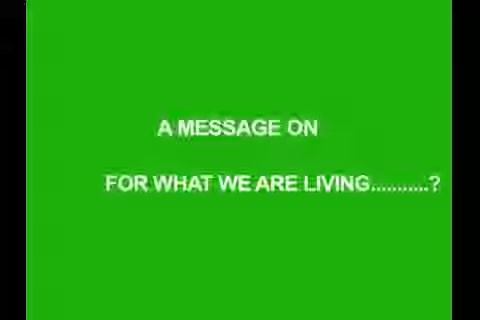 A MESSAGE ON
FOR WHAT WE ARE LIVING...........?